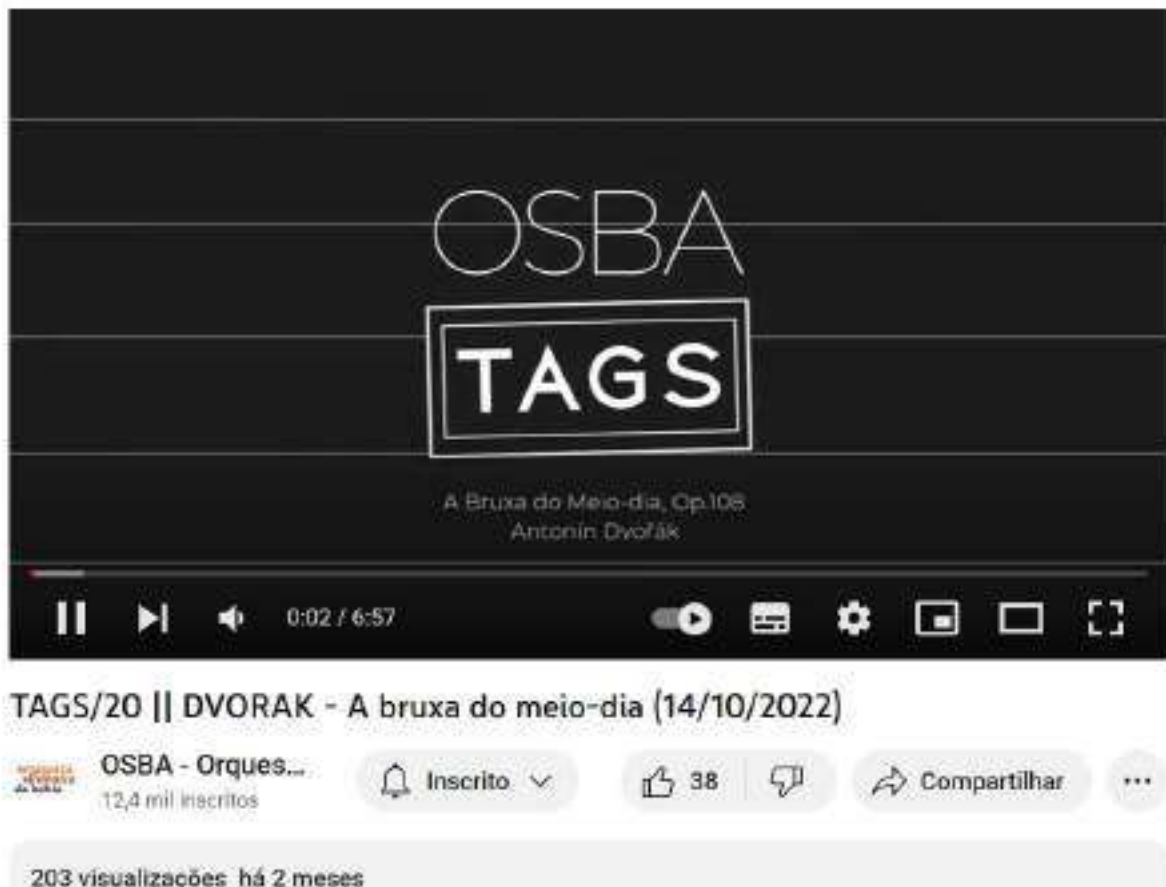 OSBA
TAGS
A Bruxa do Meio-dia, Op.108
Antonín Dvořák
0:02 / 6:57
TAGS/20 || DVORAK - A bruxa do meio-dia (14/10/2022)
OSBA - Orques...
Inscrito
38
Compartilhar
...
12,4 mil inscritos
203 visualizações há 2 meses